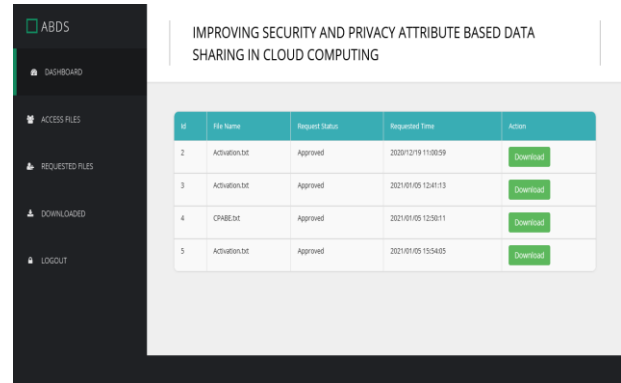 ABDS
IMPROVING SECURITY AND PRIVACY ATTRIBUTE BASED DATA
SHARING IN CLOUD COMPUTING
DASHBOARD
ACCESS FILES
REQUESTED FILES
DOWNLOADED
LOGOUT
Id File Name Request Status Requested Time Action
2 Activation.txt Approved 2020/12/19 11:00:59 Download
3 Activation.txt Approved 2021/01/05 12:41:13 Download
4 CPABE.txt Approved 2021/01/05 12:50:11 Download
5 Activation.txt Approved 2021/01/05 15:54:05 Download